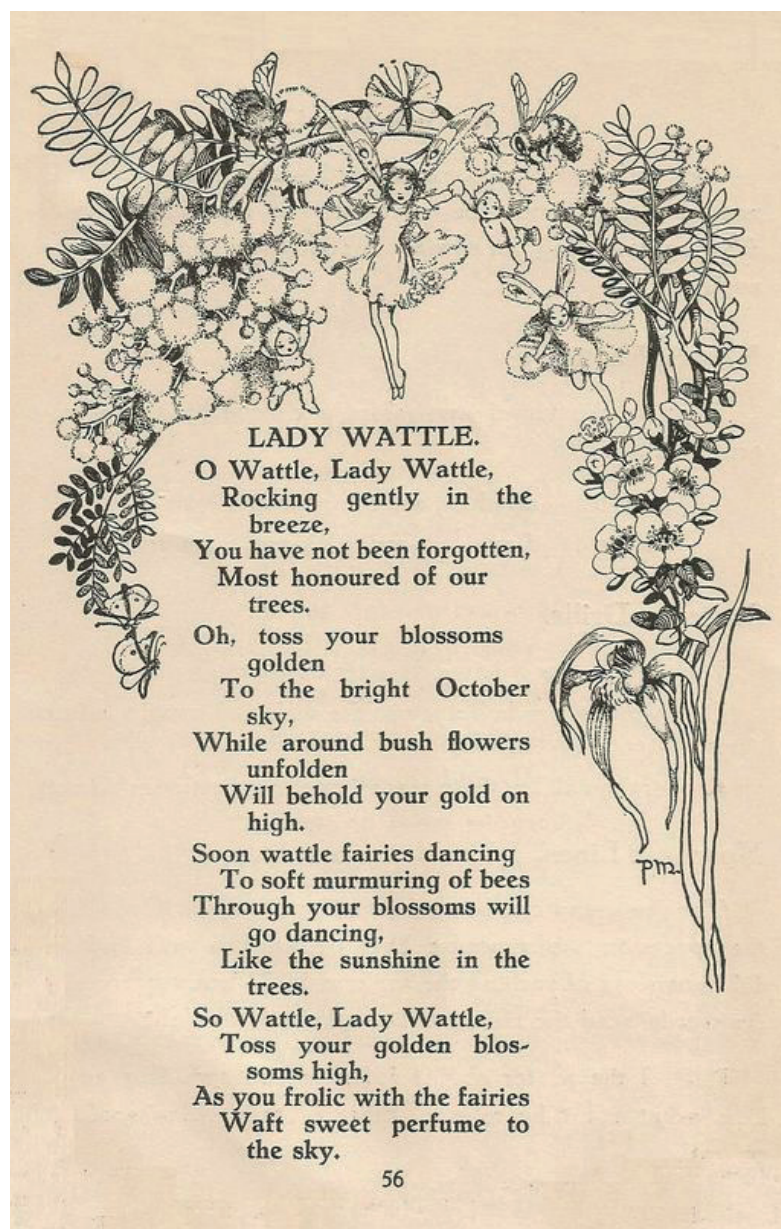 LADY WATTLE.
O Wattle, Lady Wattle,
Rocking gently in the
breeze,
You have not been forgotten,
Most honoured of our
trees.
Oh, toss your blossoms
golden
To the bright October
sky,
While around bush flowers
unfolden
Will behold your gold on
high.
Soon wattle fairies dancing
To soft murmuring of bees
Through your blossoms will
go dancing,
Like the sunshine in the
trees.
So Wattle, Lady Wattle,
Toss your golden blos-
soms high,
As you frolic with the fairies
Waft sweet perfume to
the sky.
PM.
56